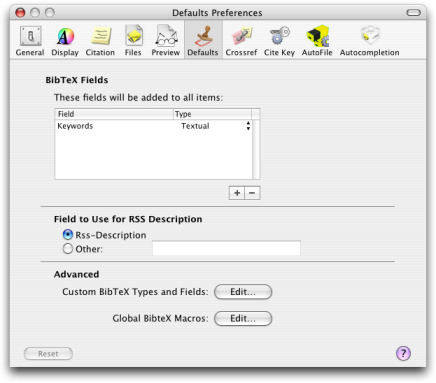 Defaults Preferences
General Display Citation Files Preview Defaults Crossref Cite Key AutoFile Autocompletion
BibTeX Fields
These fields will be added to all items:
Field Type
Keywords Textual
+ −
Field to Use for RSS Description
Rss-Description
Other:
Advanced
Custom BibTeX Types and Fields: Edit...
Global BibteX Macros: Edit...
Reset ?